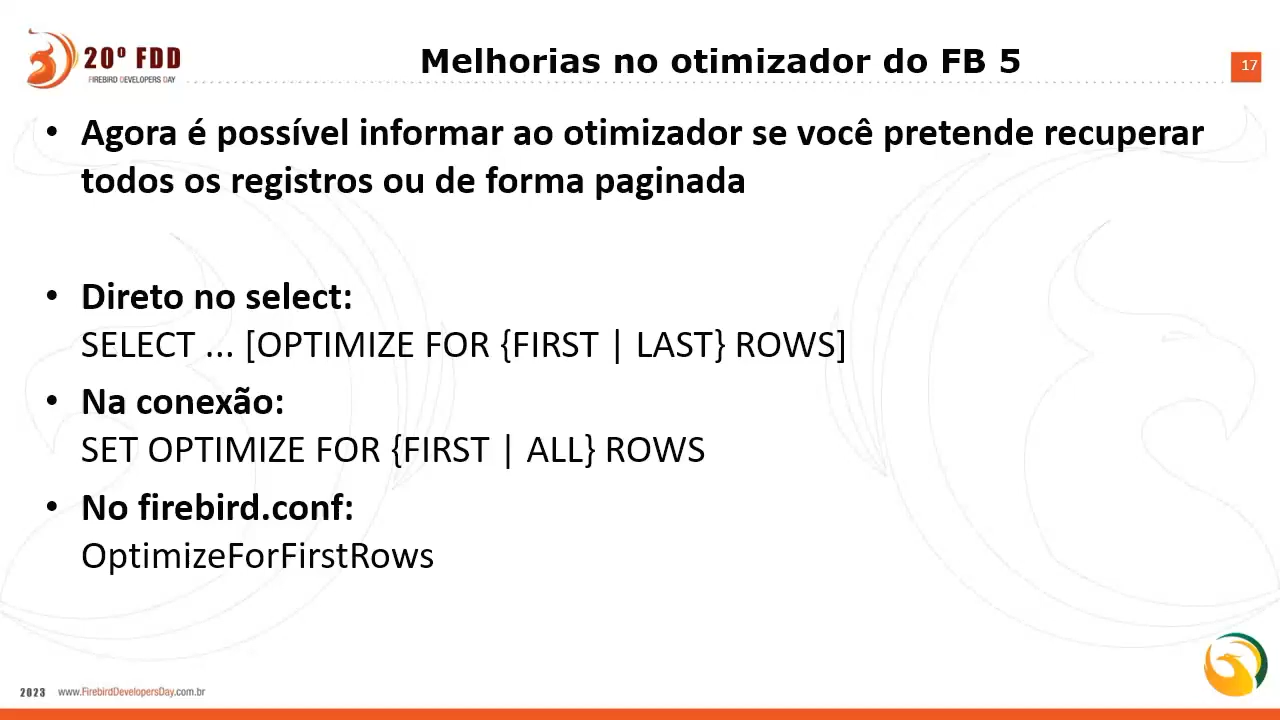 20º FDD
FIREBIRD DEVELOPERS DAY
Melhorias no otimizador do FB 5
17
• Agora é possível informar ao otimizador se você pretende recuperar
todos os registros ou de forma paginada
• Direto no select:
SELECT ... [OPTIMIZE FOR {FIRST | LAST} ROWS]
• Na conexão:
SET OPTIMIZE FOR {FIRST | ALL} ROWS
• No firebird.conf:
OptimizeForFirstRows
2023 www.FirebirdDevelopersDay.com.br